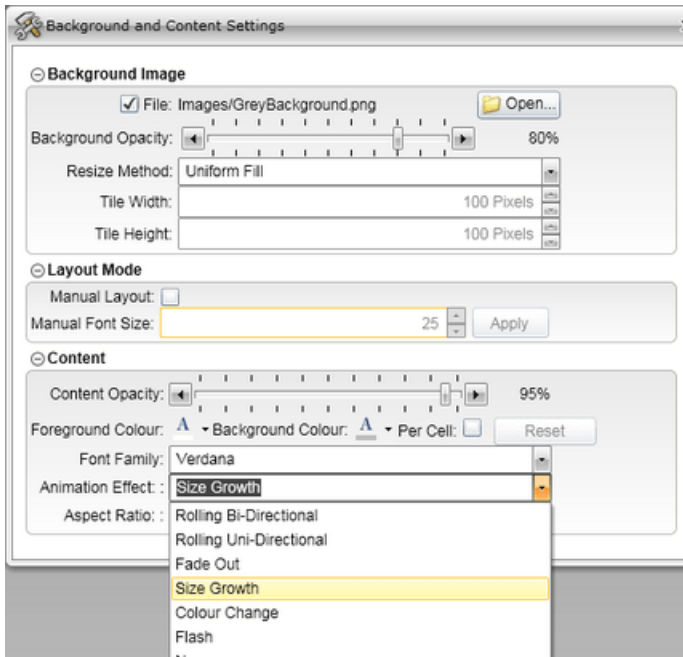 Background and Content Settings
Background Image
File: Images/GreyBackground.png Open...
Background Opacity: 80%
Resize Method: Uniform Fill
Tile Width: 100 Pixels
Tile Height: 100 Pixels
Layout Mode
Manual Layout:
Manual Font Size: 25 Apply
Content
Content Opacity: 95%
Foreground Colour: A Background Colour: A Per Cell: Reset
Font Family: Verdana
Animation Effect: : Size Growth
Aspect Ratio: :
Rolling Bi-Directional
Rolling Uni-Directional
Fade Out
Size Growth
Colour Change
Flash